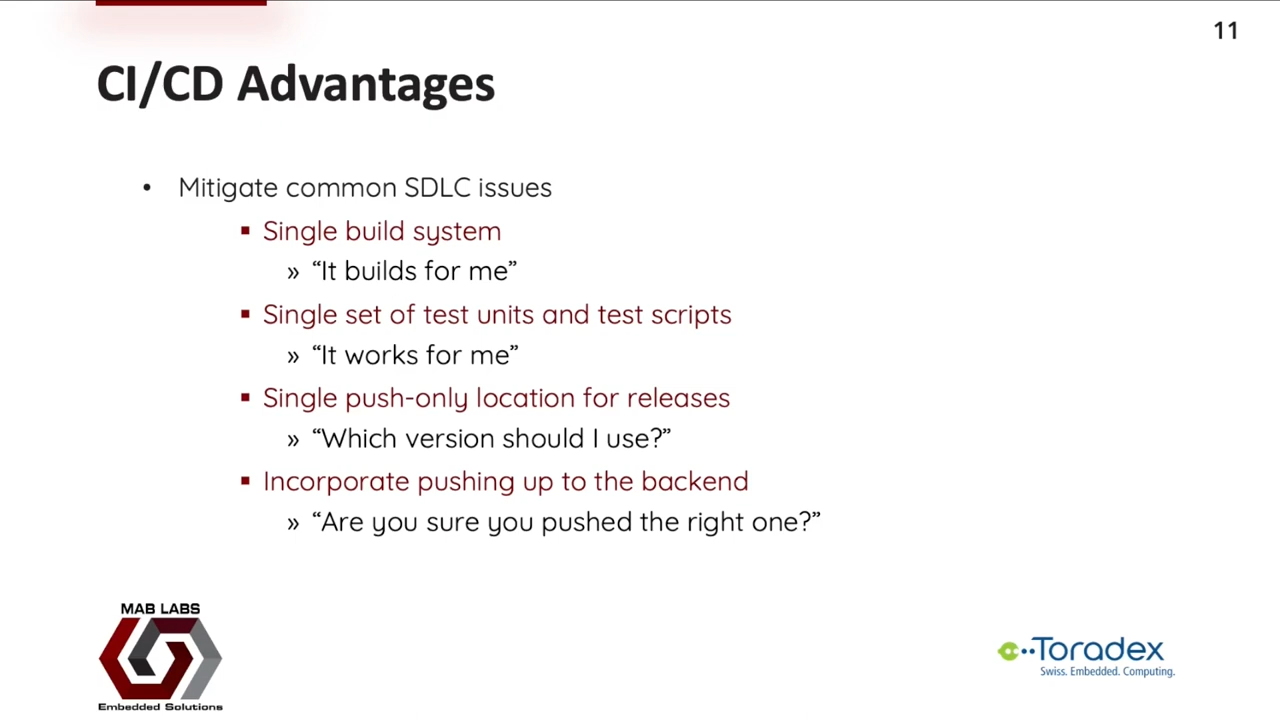 11
CI/CD Advantages
• Mitigate common SDLC issues
▪ Single build system
» “It builds for me”
▪ Single set of test units and test scripts
» “It works for me”
▪ Single push-only location for releases
» “Which version should I use?”
▪ Incorporate pushing up to the backend
» “Are you sure you pushed the right one?”
MAB LABS
Embedded Solutions
Toradex
Swiss. Embedded. Computing.